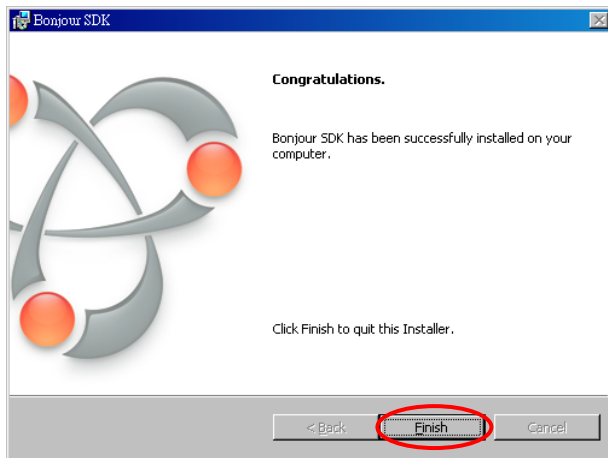 Bonjour SDK
Congratulations.
Bonjour SDK has been successfully installed on your
computer.
Click Finish to quit this Installer.
< Back
Finish
Cancel